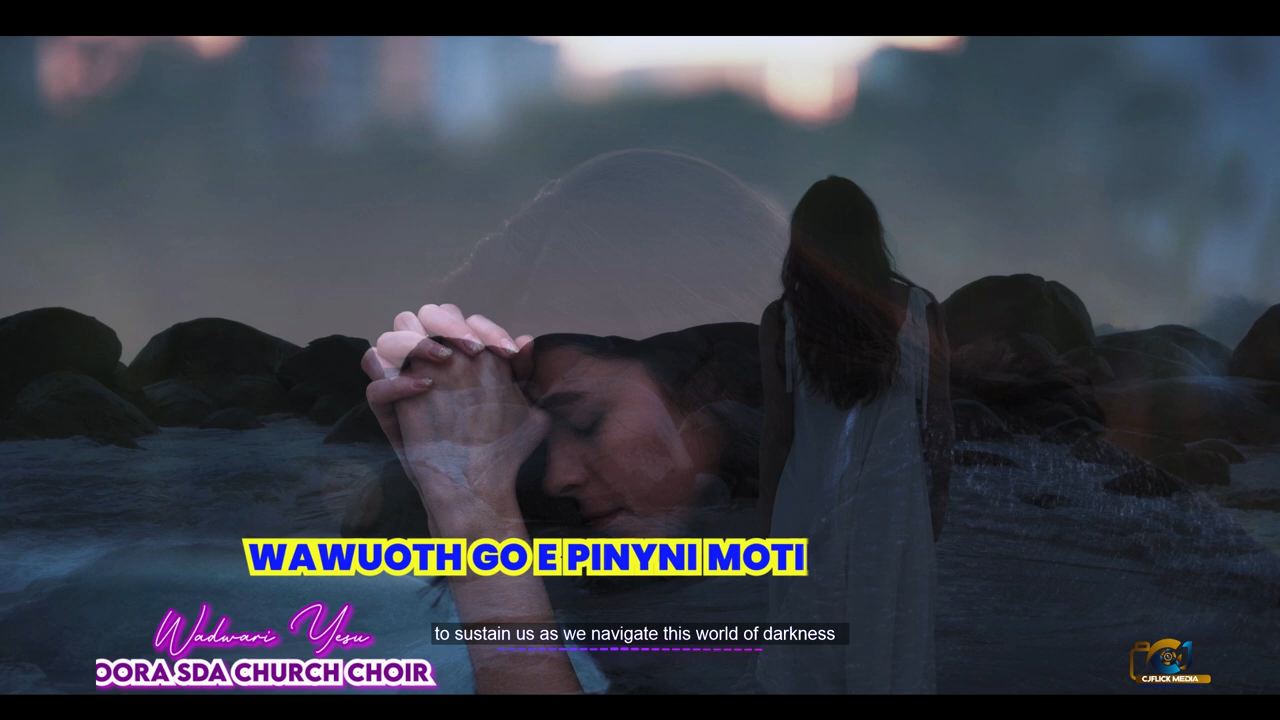 WAWUOTH GO E PINYNI MOTI
Wadwari Yesu
to sustain us as we navigate this world of darkness
OORA SDA CHURCH CHOIR
CJFLICK MEDIA